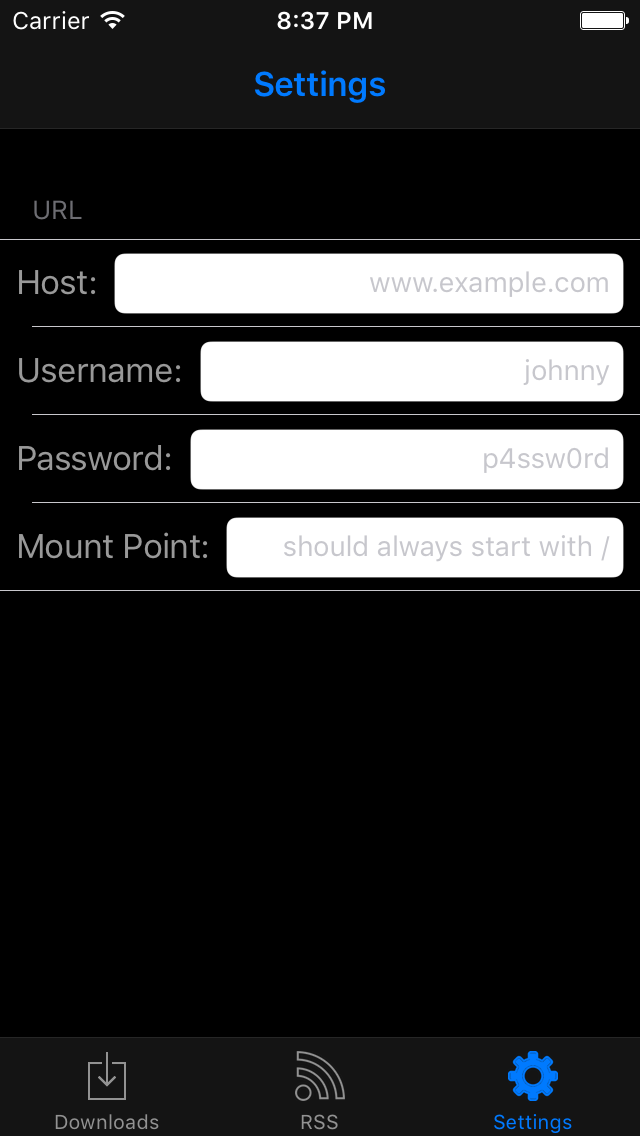 Carrier 8:37 PM
Settings
URL
Host: www.example.com
Username: johnny
Password: p4ssw0rd
Mount Point: should always start with /
Downloads RSS Settings